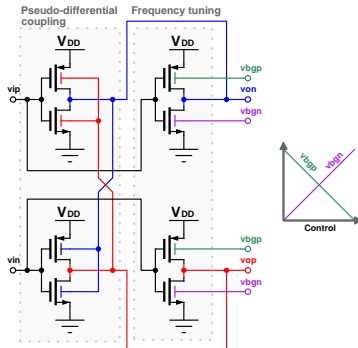 Pseudo-differential
coupling
Frequency tuning
VDD
VDD
vip
vbgp
von
vbgn
vbgp
vbgn
Control
VDD
VDD
vin
vbgp
vop
vbgn